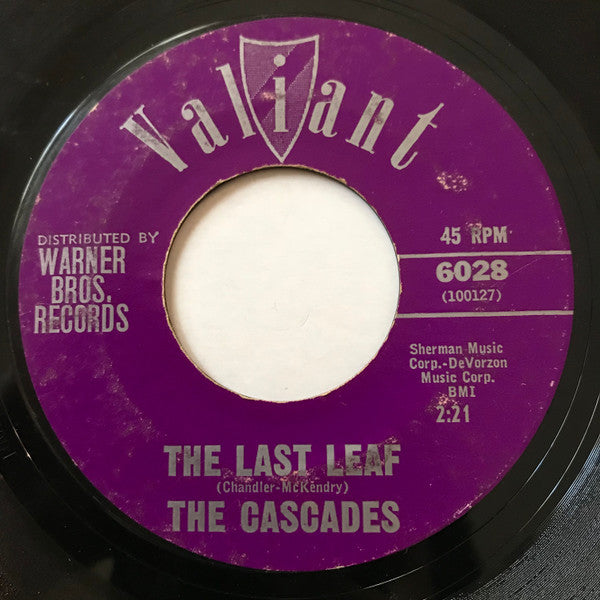 Valiant
DISTRIBUTED BY
WARNER
BROS.
RECORDS
45 RPM
6028
(100127)
Sherman Music
Corp.-DeVorzon
Music Corp.
BMI
2:21
THE LAST LEAF
(Chandler-McKendry)
THE CASCADES